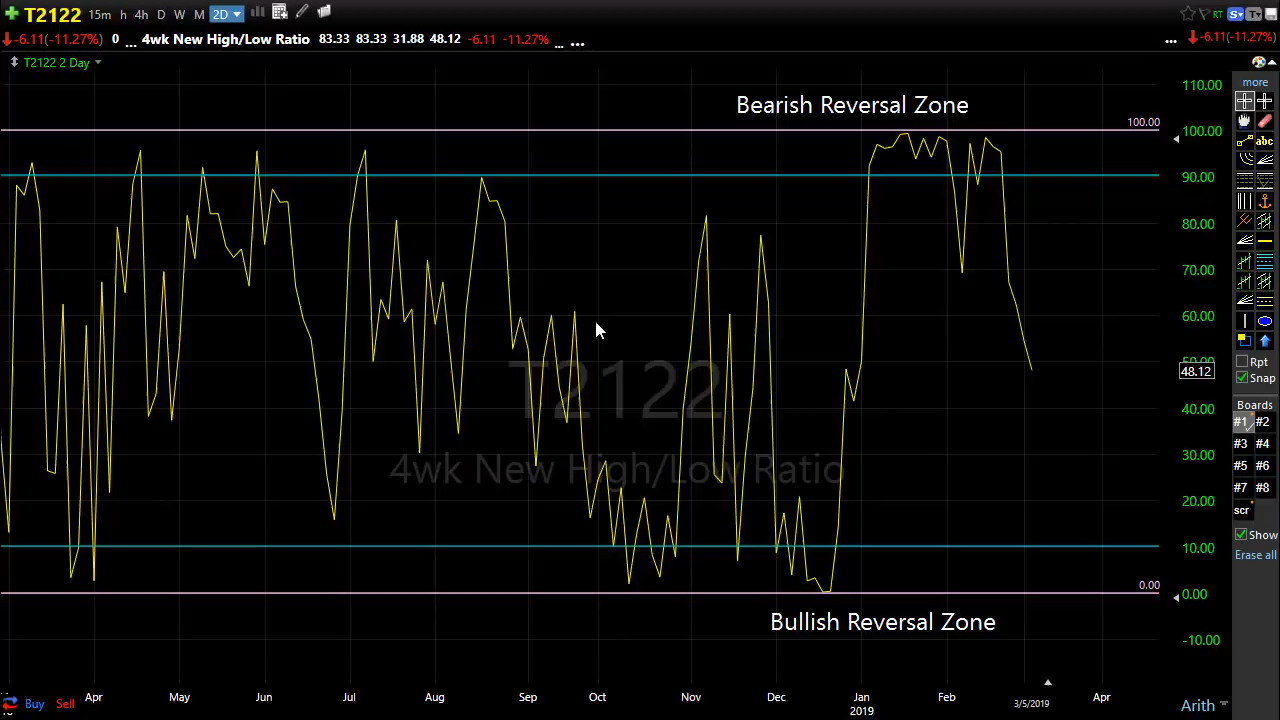 T2122 15m h 4h D W M 2D RT S T
-6.11(-11.27%) 0 ... 4wk New High/Low Ratio 83.33 83.33 31.88 48.12 -6.11 -11.27% ... ... ... -6.11(-11.27%)
T2122 2 Day
more
Bearish Reversal Zone
110.00
100.00
100.00
abc
90.00
80.00
70.00
60.00
50.00
48.12
Rpt
Snap
T2122
4wk New High/Low Ratio
40.00
30.00
20.00
10.00
0.00
0.00
-10.00
Boards
#1 #2
#3 #4
#5 #6
#7 #8
scr
Show
Erase all
Bullish Reversal Zone
Apr May Jun Jul Aug Sep Oct Nov Dec Jan Feb Apr
Buy Sell 2019 3/5/2019 Arith